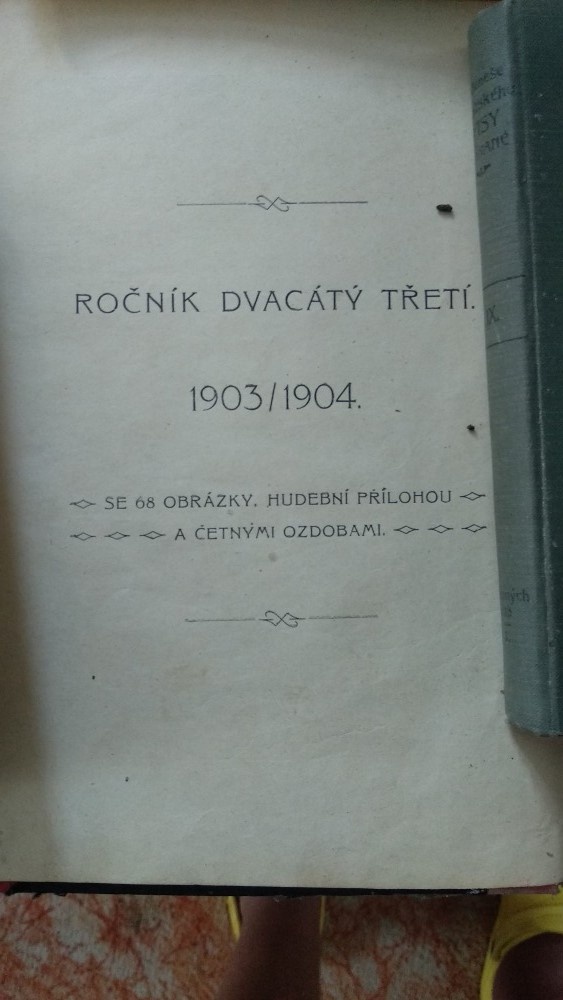 ROČNÍK DVACÁTÝ TŘETÍ.
1903/1904.
SE 68 OBRÁZKY, HUDEBNÍ PŘÍLOHOU
A ČETNÝMI OZDOBAMI.